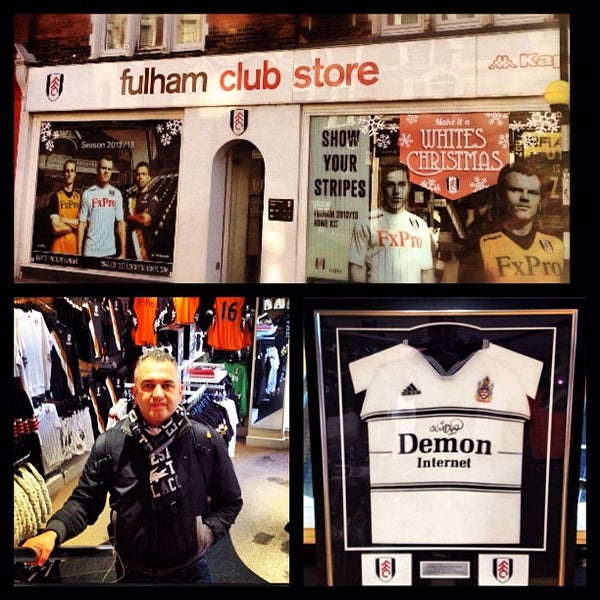 fulham club store
Kap
Season 2012/13
FxPro
FxPro
SHOW
YOUR
STRIPES
FULHAM 2012/13
HOME KIT
Make it a
WHITES
CHRISTMAS
FxPro
FxPro
16
Demon
Internet